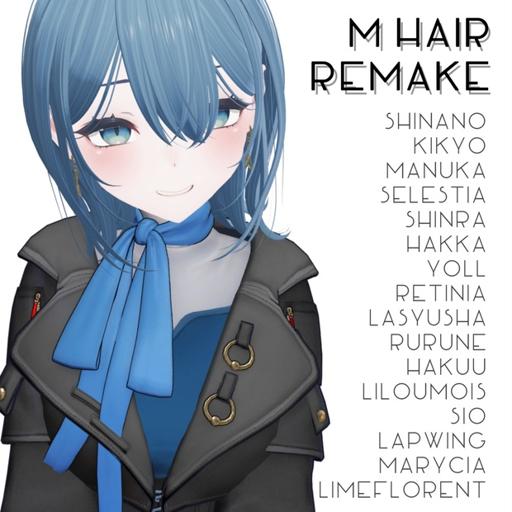 M HAIR
REMAKE
SHINANO
KIKYO
MANUKA
SELESTIA
SHINRA
HAKKA
YOLL
RETINIA
LASYUSHA
RURUNE
HAKUU
LILOUMOIS
SIO
LAPWING
MARYCIA
LIMEFLORENT